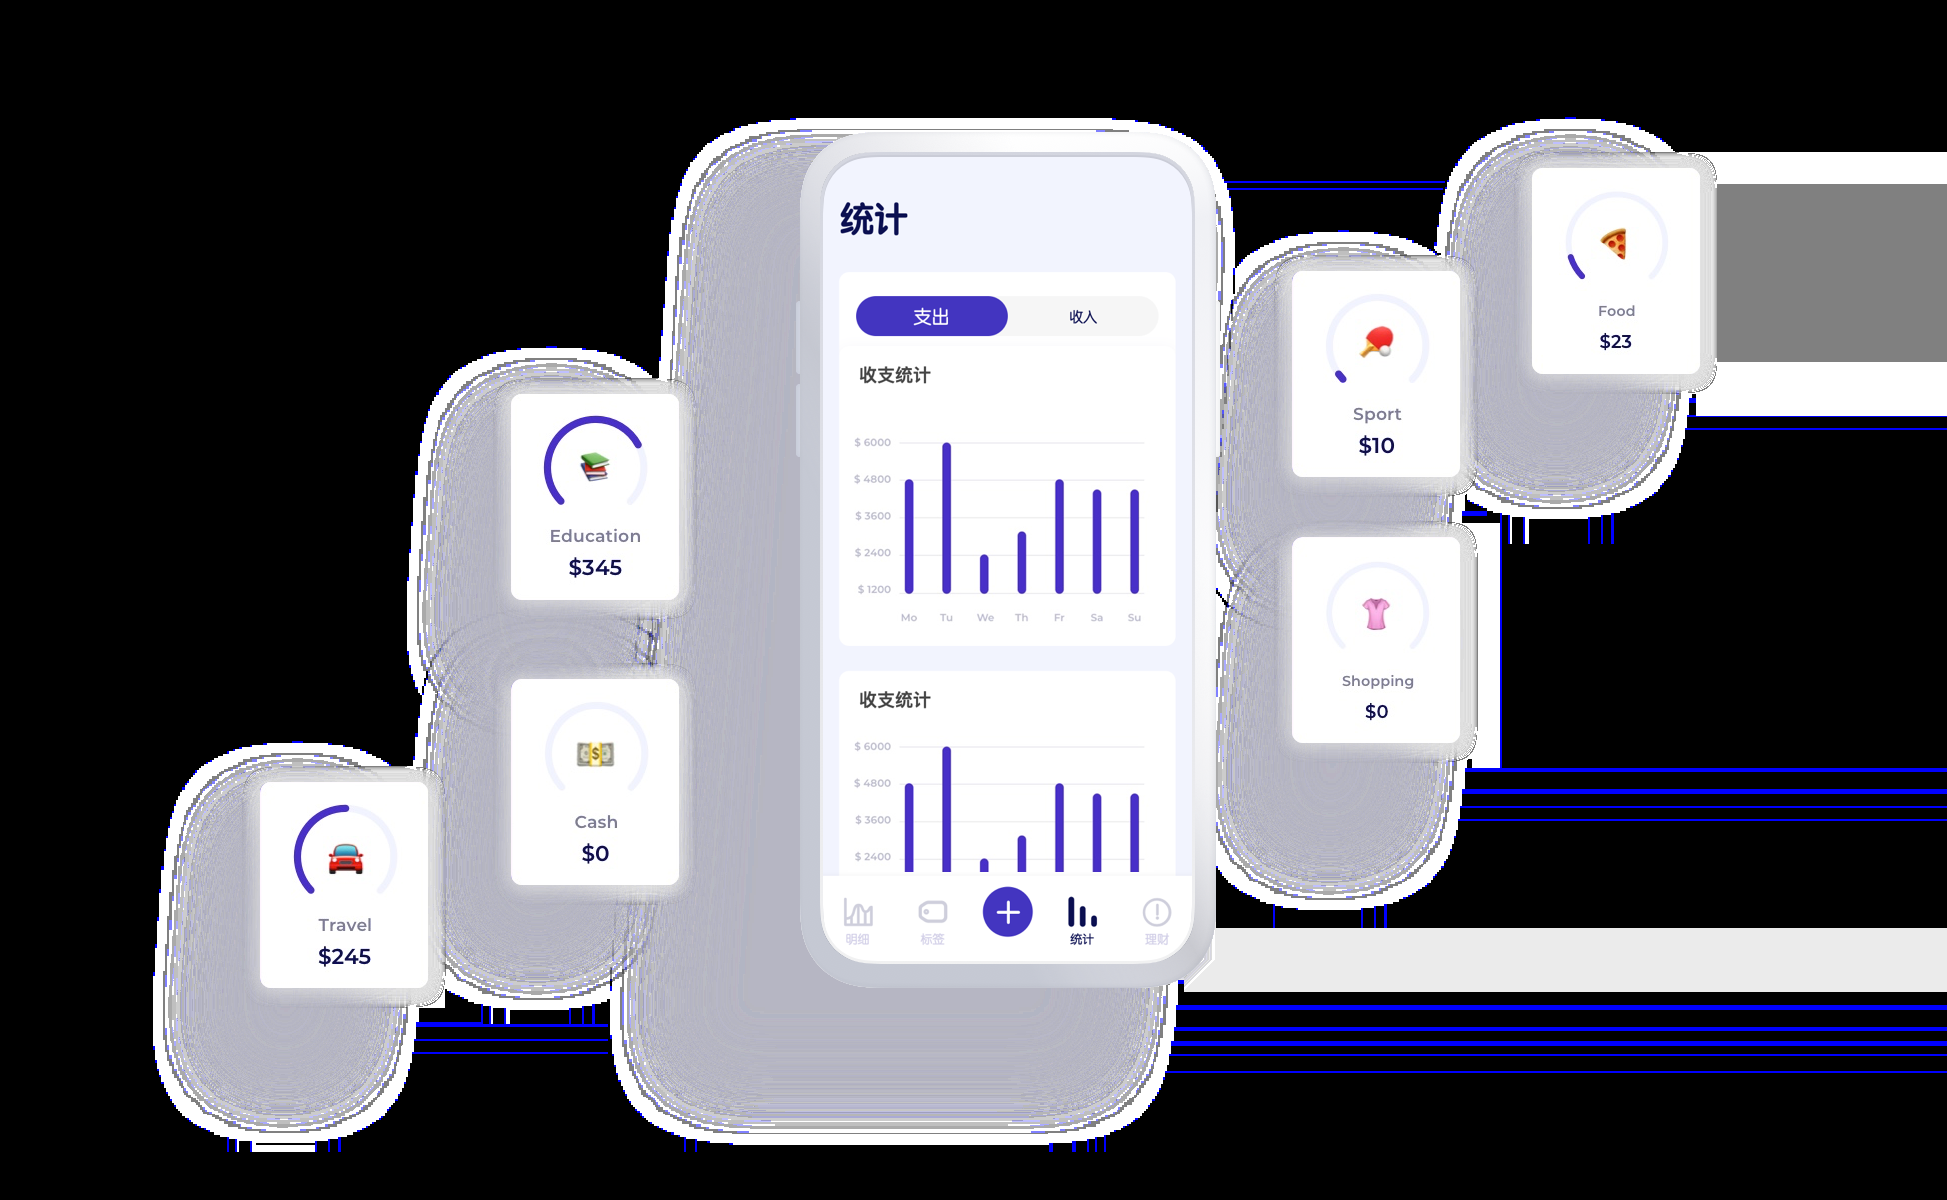 统计
支出
收人
收支统计
$ 6000
$ 4800
$ 3600
$ 2400
$ 1200
Mo Tu We Th Fr Sa Su
收支统计
$ 6000
$ 4800
$ 3600
$ 2400
明细
标签
统计
理财
Education
$345
Cash
$0
Travel
$245
Sport
$10
Food
$23
Shopping
$0